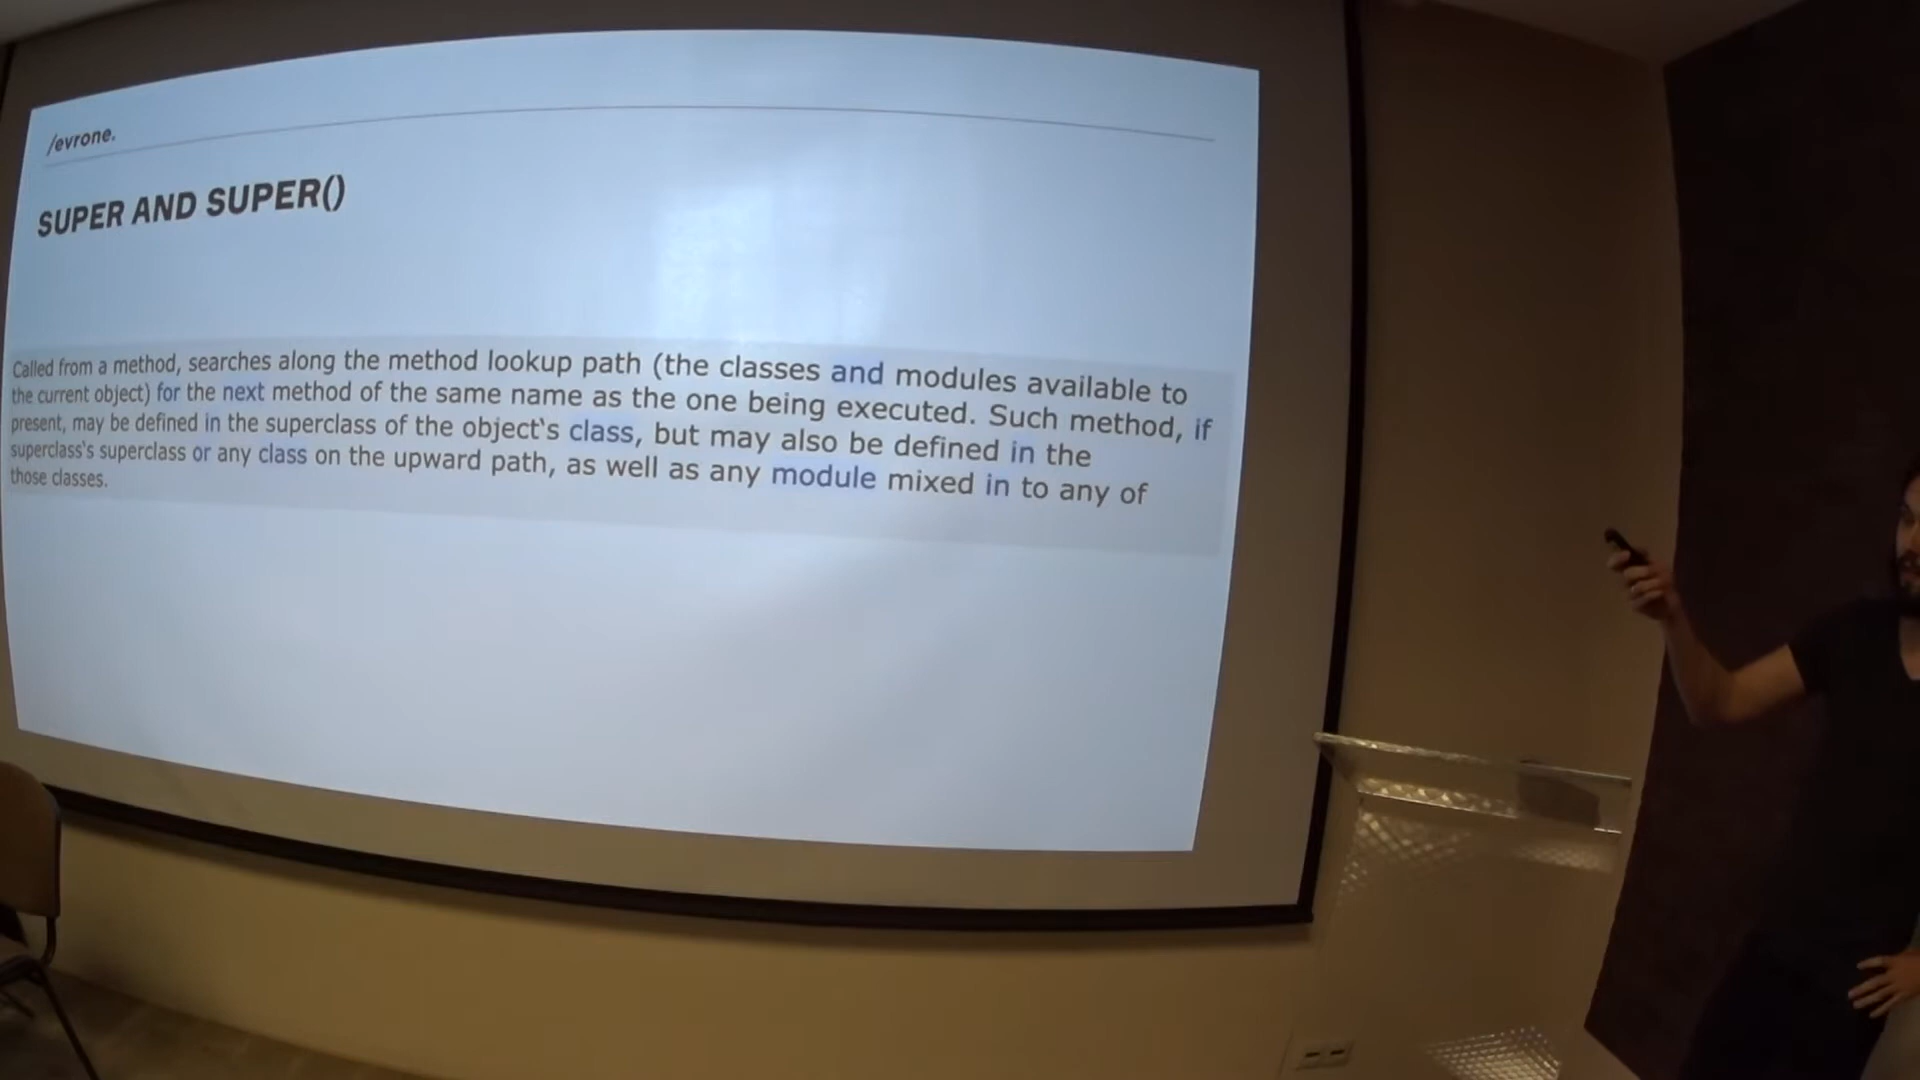 /evrone.
SUPER AND SUPER()
Called from a method, searches along the method lookup path (the classes and modules available to
the current object) for the next method of the same name as the one being executed. Such method, if
present, may be defined in the superclass of the object's class, but may also be defined in the
superclass's superclass or any class on the upward path, as well as any module mixed in to any of
those classes.